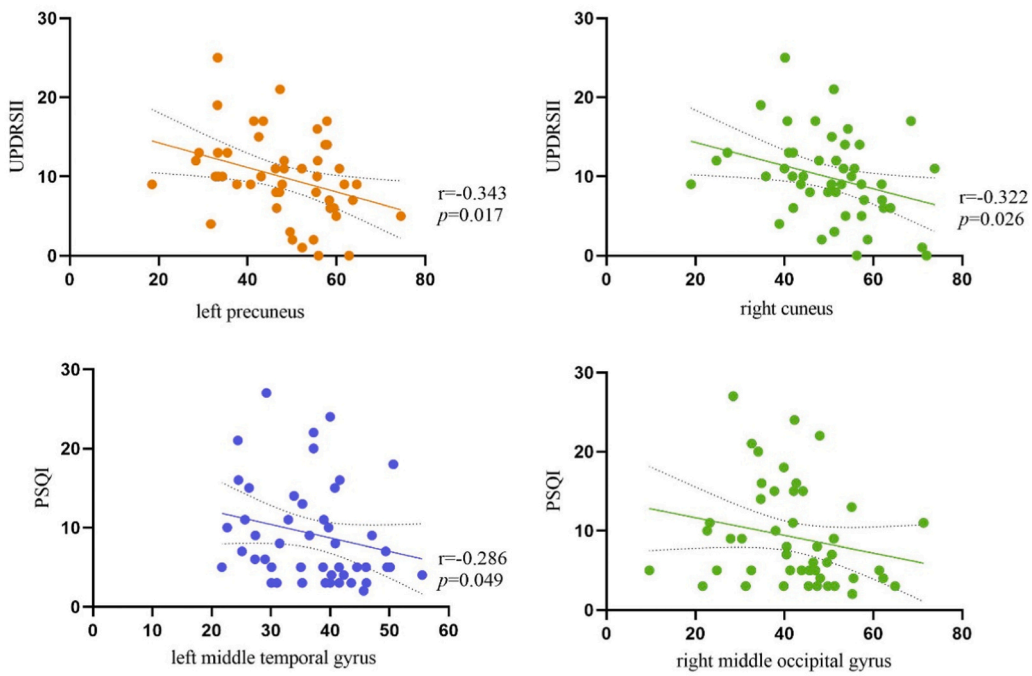 30
20
10
0
UPDRSII
0 20 40 60 80
left precuneus
r=-0.343
p=0.017
30
20
10
0
UPDRSII
0 20 40 60 80
right cuneus
r=-0.322
p=0.026
30
20
10
0
PSQI
0 10 20 30 40 50 60
left middle temporal gyrus
r=-0.286
p=0.049
30
20
10
0
PSQI
0 20 40 60 80
right middle occipital gyrus